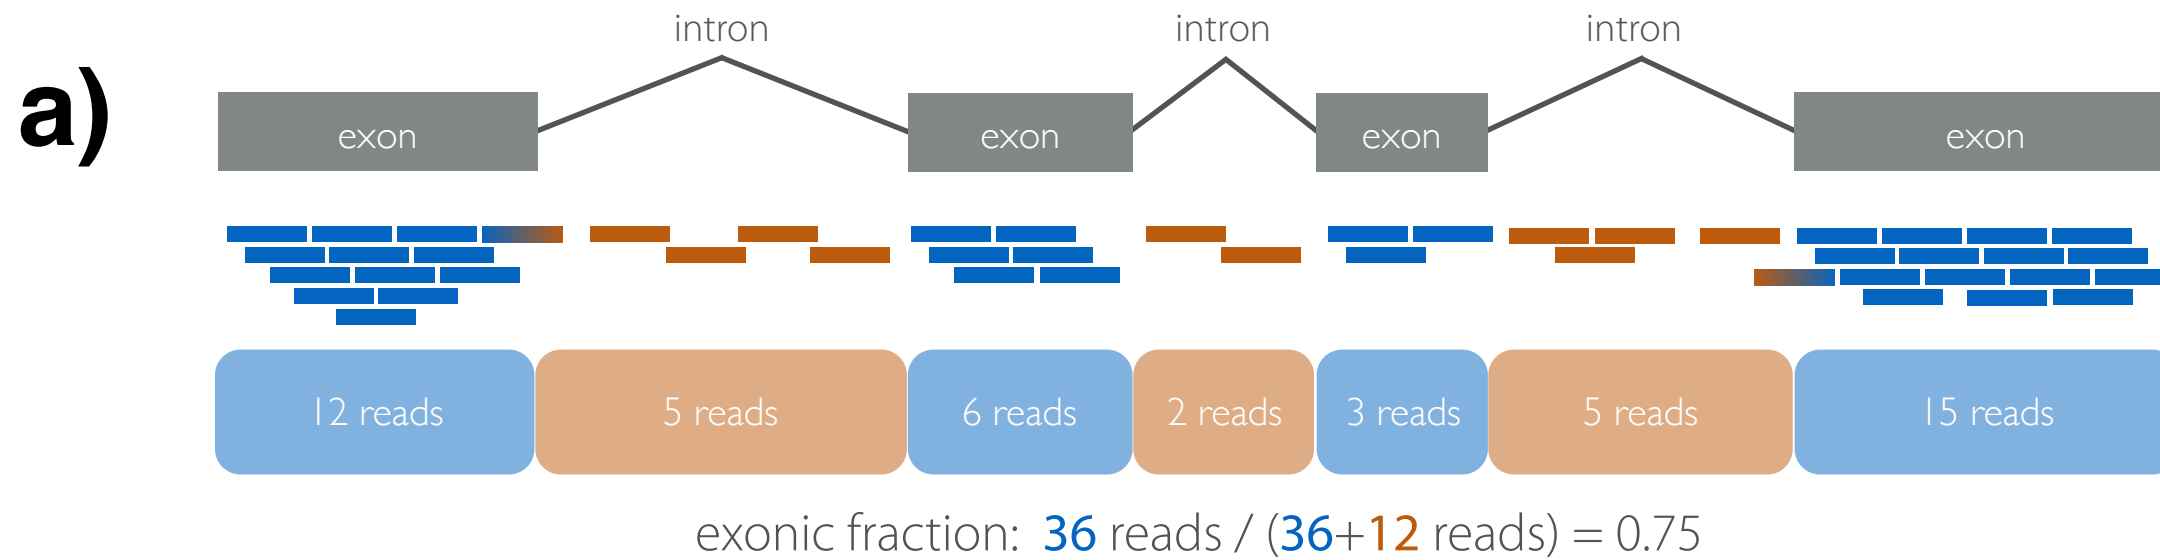 intron intron intron
a)
exon exon exon exon
12 reads 5 reads 6 reads 2 reads 3 reads 5 reads 15 reads
exonic fraction: 36 reads / (36+12 reads) = 0.75